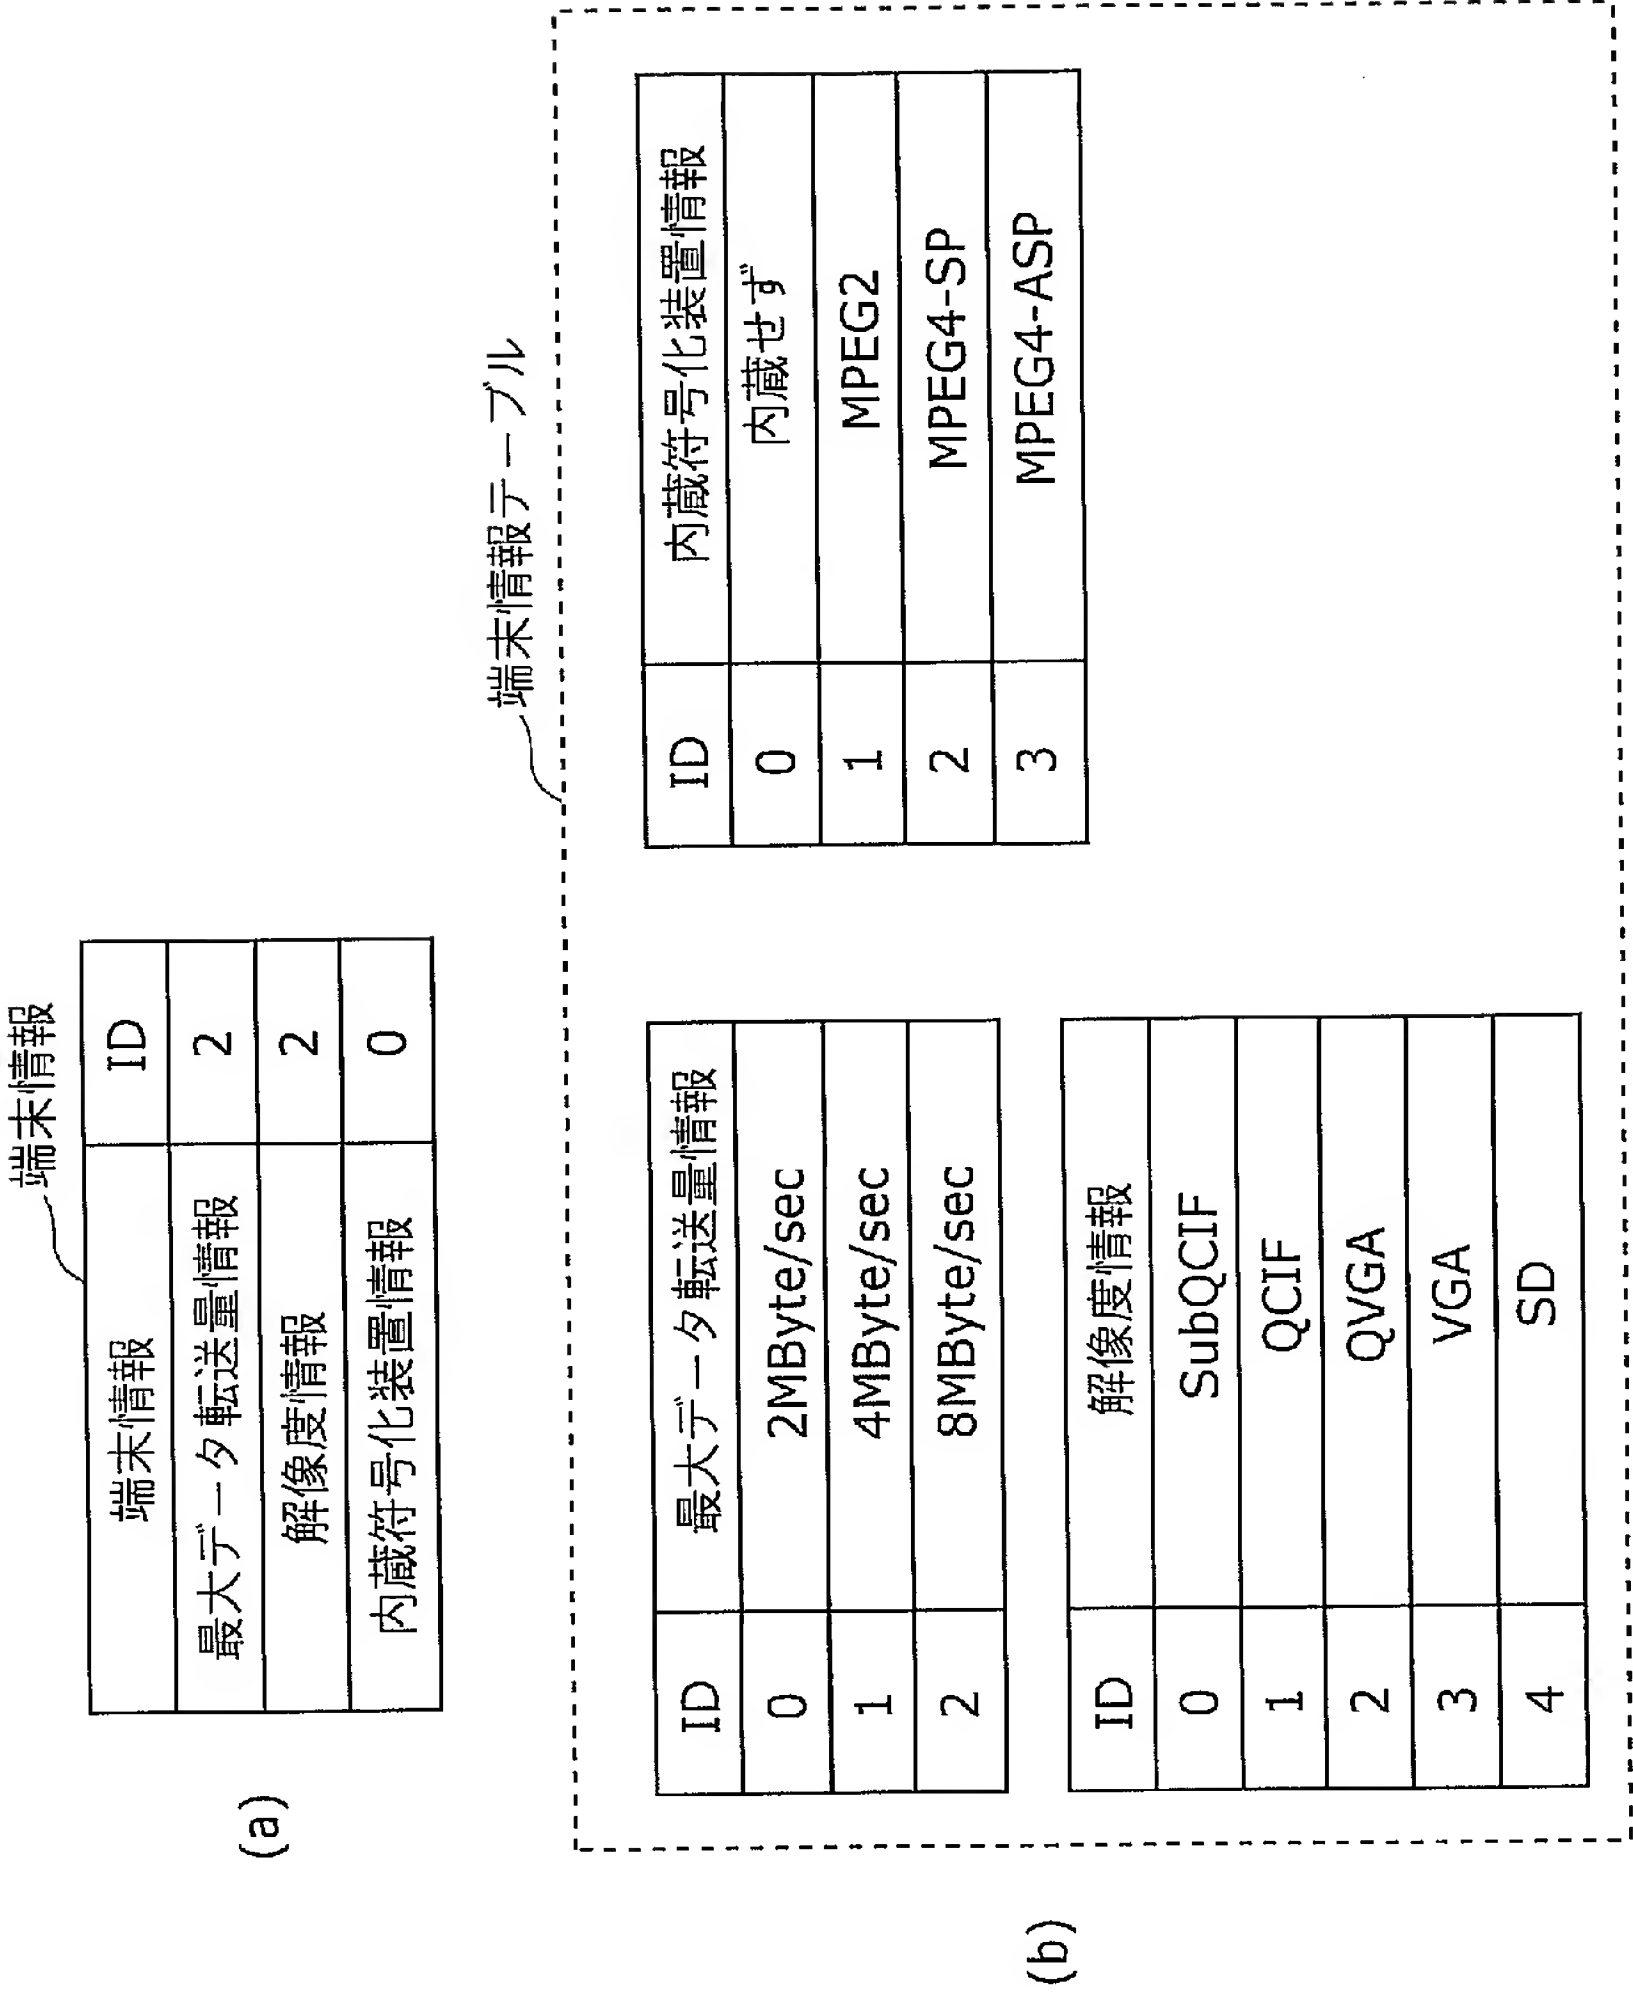 (a)
端末情報
端末情報 ID
最大データ転送量情報 2
解像度情報 2
内蔵符号化装置情報 0
(b)
端末情報テーブル
ID 最大データ転送量情報
0 2MByte/sec
1 4MByte/sec
2 8MByte/sec
ID 解像度情報
0 SubQCIF
1 QCIF
2 QVGA
3 VGA
4 SD
ID 内蔵符号化装置情報
0 内蔵せず
1 MPEG2
2 MPEG4-SP
3 MPEG4-ASP